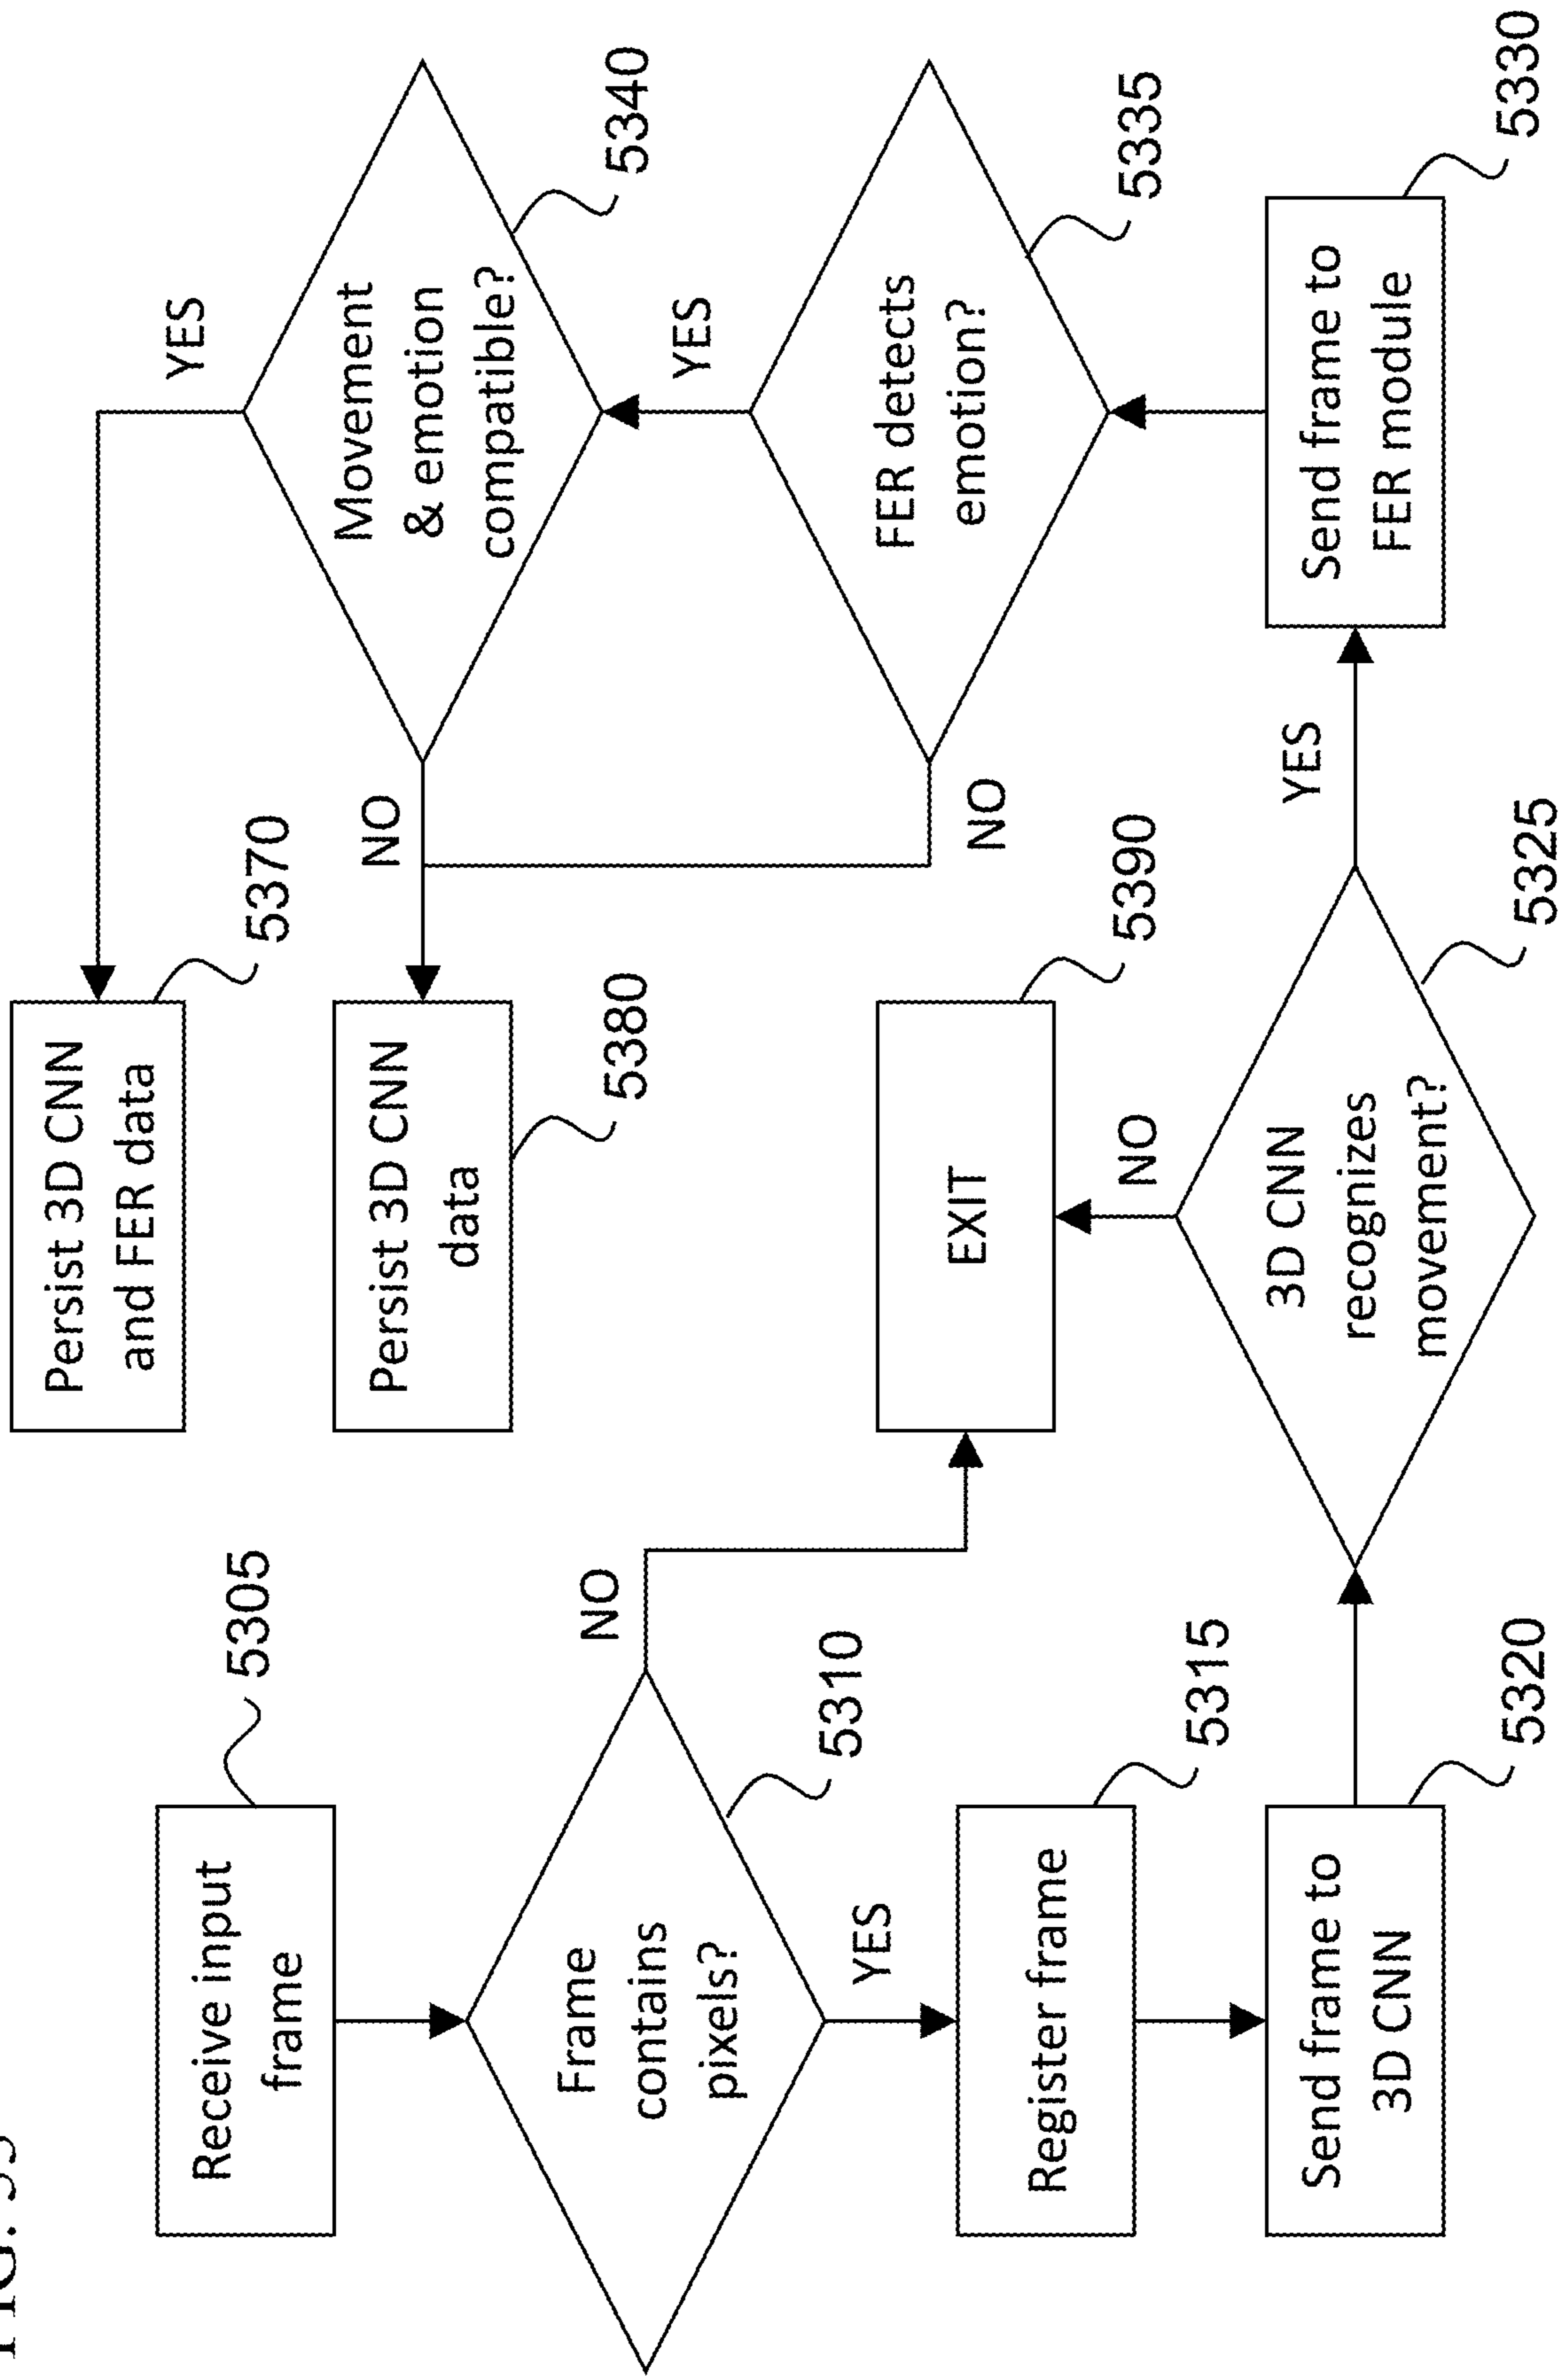 Receive input
frame
5305
Frame
contains
pixels?
5310
NO
YES
Register frame
5315
Send frame to
3D CNN
5320
3D CNN
recognizes
movement?
5325
NO
EXIT
5390
YES
Send frame to
FER module
5330
FER detects
emotion?
5335
NO
YES
Movement
& emotion
compatible?
5340
NO
YES
Persist 3D CNN
data
5380
Persist 3D CNN
and FER data
5370